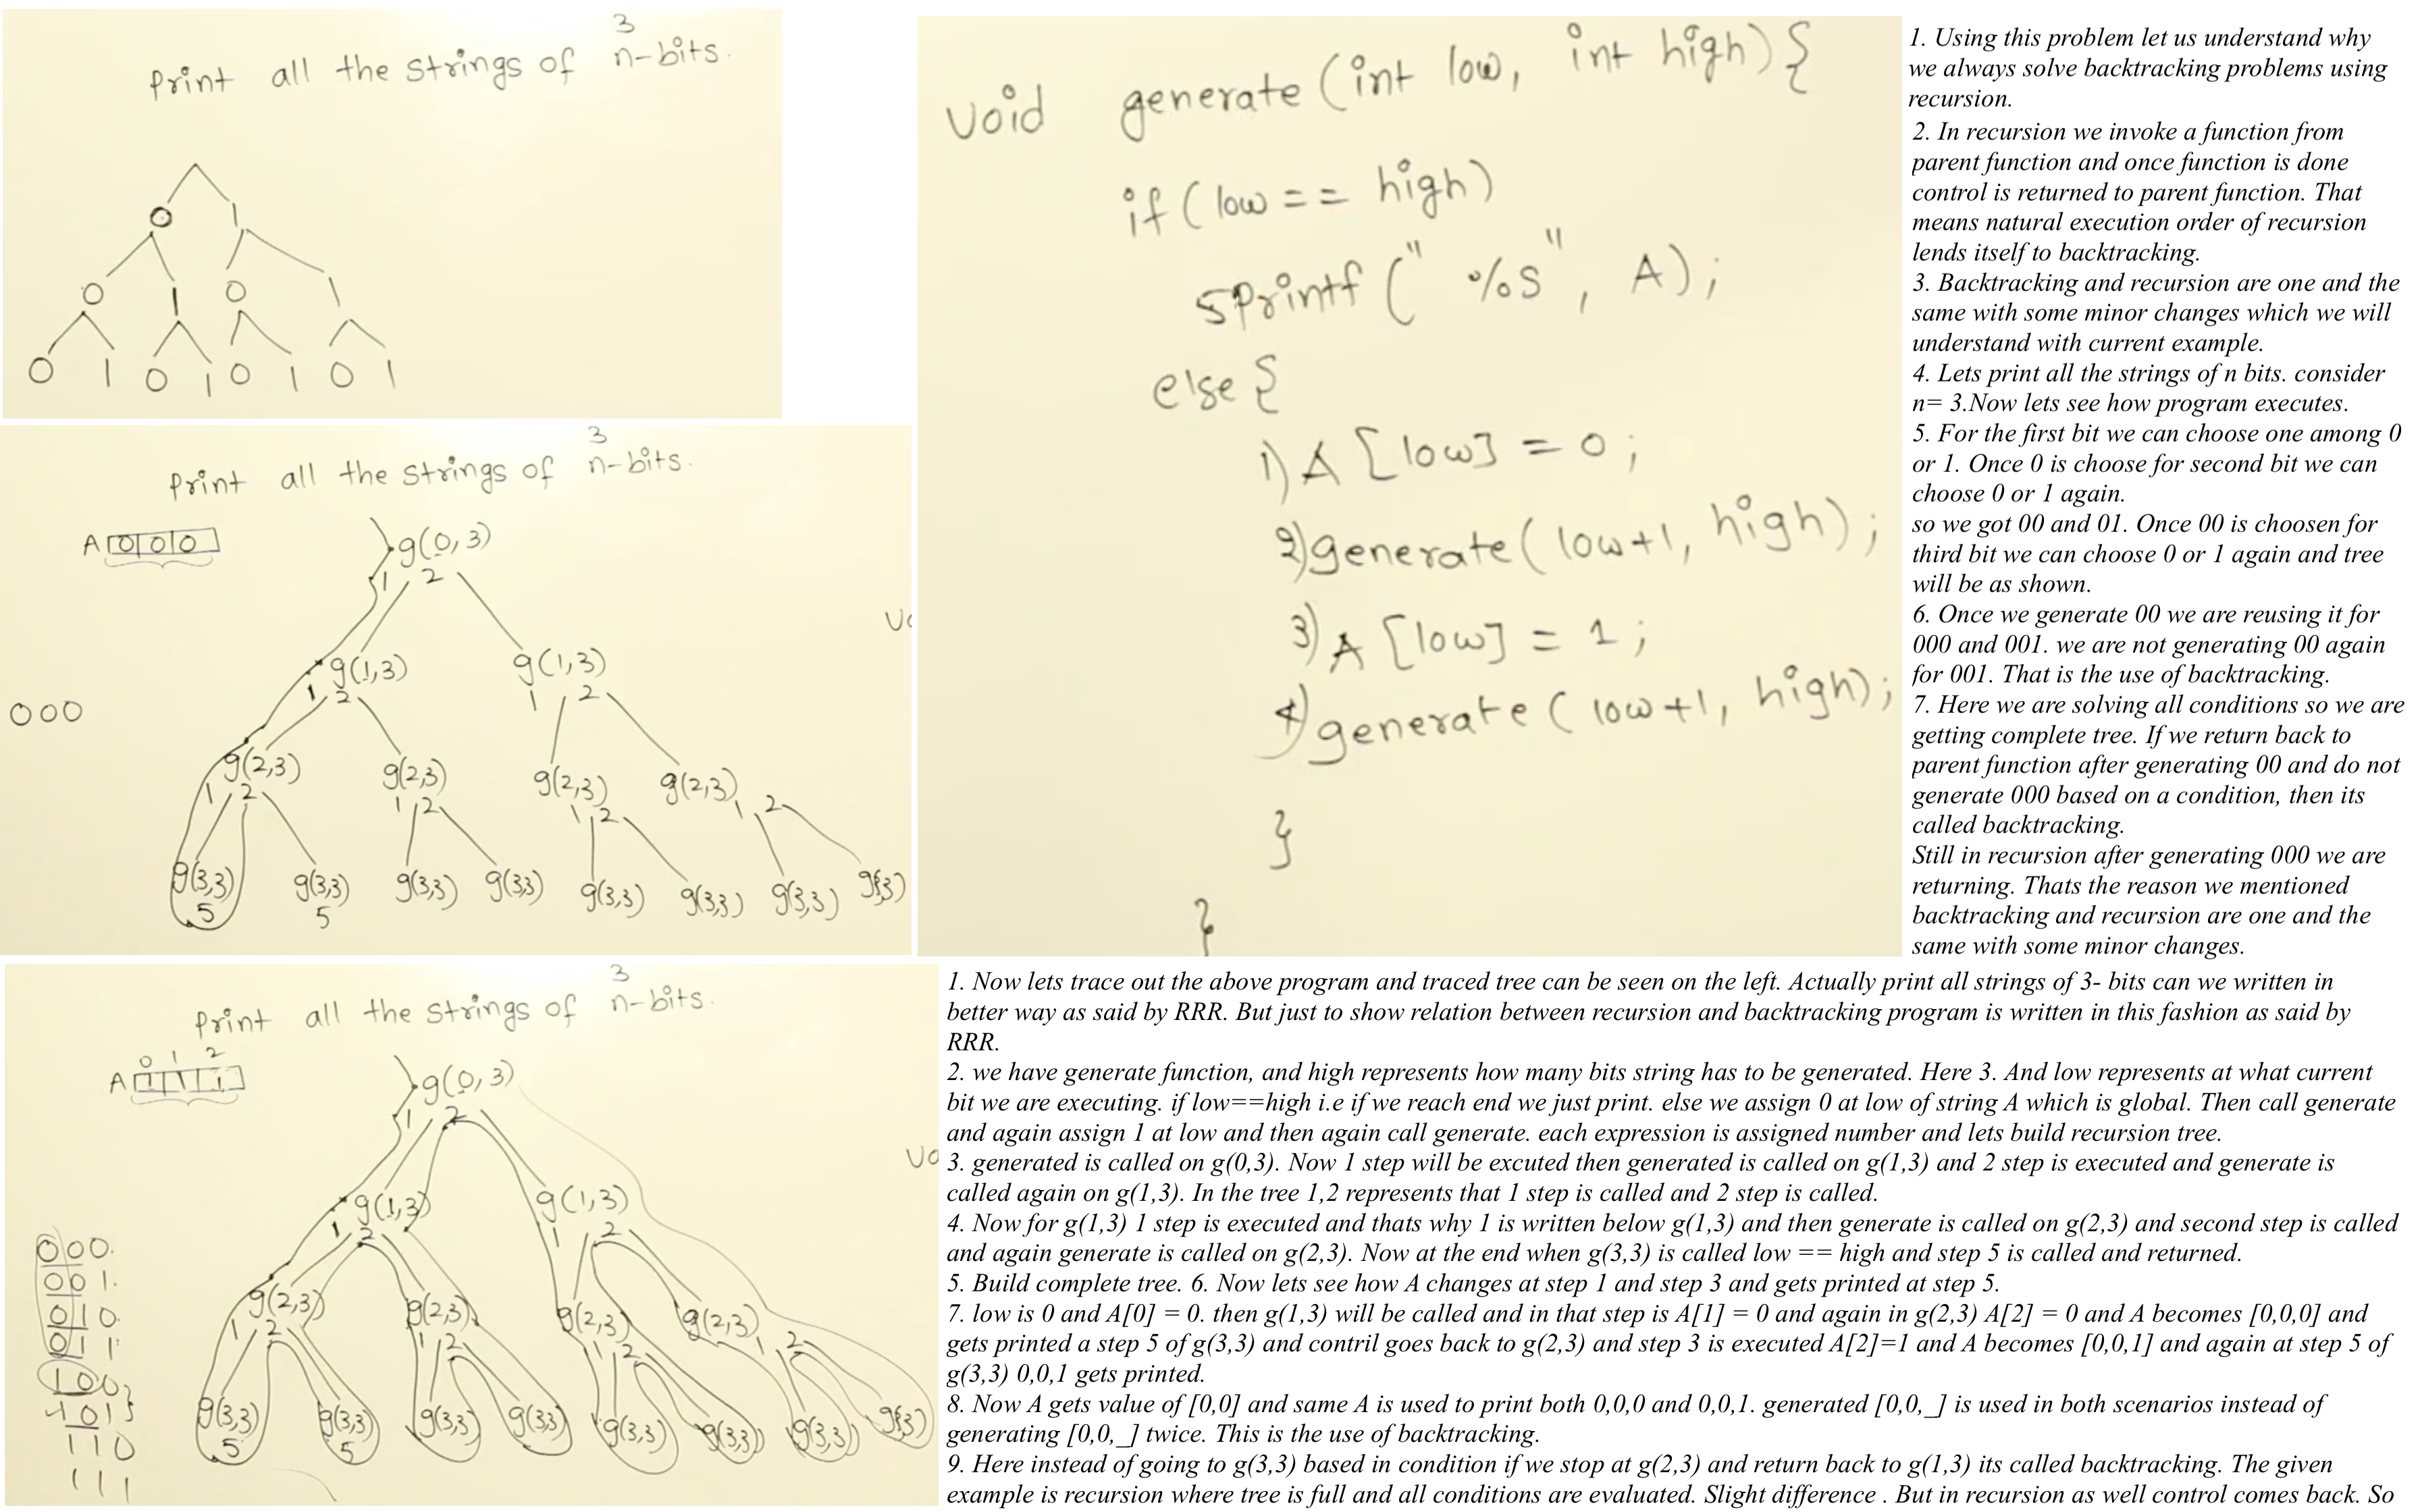 Print all the strings of n-bits.
3
0 1
0 1 0 1
0 1 0 1 0 1 0 1
void generate (int low, int high) {
if (low == high)
5 printf (" %s", A);
else {
1) A [low] = 0;
2) generate( low+1, high);
3) A [low] = 1;
4) generate ( low+1, high);
}
}
1. Using this problem let us understand why
we always solve backtracking problems using
recursion.
2. In recursion we invoke a function from
parent function and once function is done
control is returned to parent function. That
means natural execution order of recursion
lends itself to backtracking.
3. Backtracking and recursion are one and the
same with some minor changes which we will
understand with current example.
4. Lets print all the strings of n bits. consider
n= 3.Now lets see how program executes.
5. For the first bit we can choose one among 0
or 1. Once 0 is choose for second bit we can
choose 0 or 1 again.
so we got 00 and 01. Once 00 is choosen for
third bit we can choose 0 or 1 again and tree
will be as shown.
6. Once we generate 00 we are reusing it for
000 and 001. we are not generating 00 again
for 001. That is the use of backtracking.
7. Here we are solving all conditions so we are
getting complete tree. If we return back to
parent function after generating 00 and do not
generate 000 based on a condition, then its
called backtracking.
Still in recursion after generating 000 we are
returning. Thats the reason we mentioned
backtracking and recursion are one and the
same with some minor changes.
3
Print all the strings of n-bits.
A 0 0 0
g(0,3)
1 2
g(1,3) g(1,3)
1 2 1 2
000
g(2,3) g(2,3) g(2,3) g(2,3)
1 2 1 2 1 2 1 2
g(3,3) g(3,3) g(3,3) g(3,3) g(3,3) g(3,3) g(3,3) g(3,3)
5 5
3
Print all the strings of n-bits.
0 1 2
A 1 1 1
g(0,3)
1 2
g(1,3) g(1,3)
1 2 1 2
g(2,3) g(2,3) g(2,3) g(2,3)
1 2 1 2 1 2 1 2
g(3,3) g(3,3) g(3,3) g(3,3) g(3,3) g(3,3) g(3,3) g(3,3)
5 5
000.
001.
010.
011
100
101
110
111
1. Now lets trace out the above program and traced tree can be seen on the left. Actually print all strings of 3- bits can we written in
better way as said by RRR. But just to show relation between recursion and backtracking program is written in this fashion as said by
RRR.
2. we have generate function, and high represents how many bits string has to be generated. Here 3. And low represents at what current
bit we are executing. if low==high i.e if we reach end we just print. else we assign 0 at low of string A which is global. Then call generate
and again assign 1 at low and then again call generate. each expression is assigned number and lets build recursion tree.
3. generated is called on g(0,3). Now 1 step will be excuted then generated is called on g(1,3) and 2 step is executed and generate is
called again on g(1,3). In the tree 1,2 represents that 1 step is called and 2 step is called.
4. Now for g(1,3) 1 step is executed and thats why 1 is written below g(1,3) and then generate is called on g(2,3) and second step is called
and again generate is called on g(2,3). Now at the end when g(3,3) is called low == high and step 5 is called and returned.
5. Build complete tree. 6. Now lets see how A changes at step 1 and step 3 and gets printed at step 5.
7. low is 0 and A[0] = 0. then g(1,3) will be called and in that step is A[1] = 0 and again in g(2,3) A[2] = 0 and A becomes [0,0,0] and
gets printed a step 5 of g(3,3) and contril goes back to g(2,3) and step 3 is executed A[2]=1 and A becomes [0,0,1] and again at step 5 of
g(3,3) 0,0,1 gets printed.
8. Now A gets value of [0,0] and same A is used to print both 0,0,0 and 0,0,1. generated [0,0,_] is used in both scenarios instead of
generating [0,0,_] twice. This is the use of backtracking.
9. Here instead of going to g(3,3) based in condition if we stop at g(2,3) and return back to g(1,3) its called backtracking. The given
example is recursion where tree is full and all conditions are evaluated. Slight difference . But in recursion as well control comes back. So